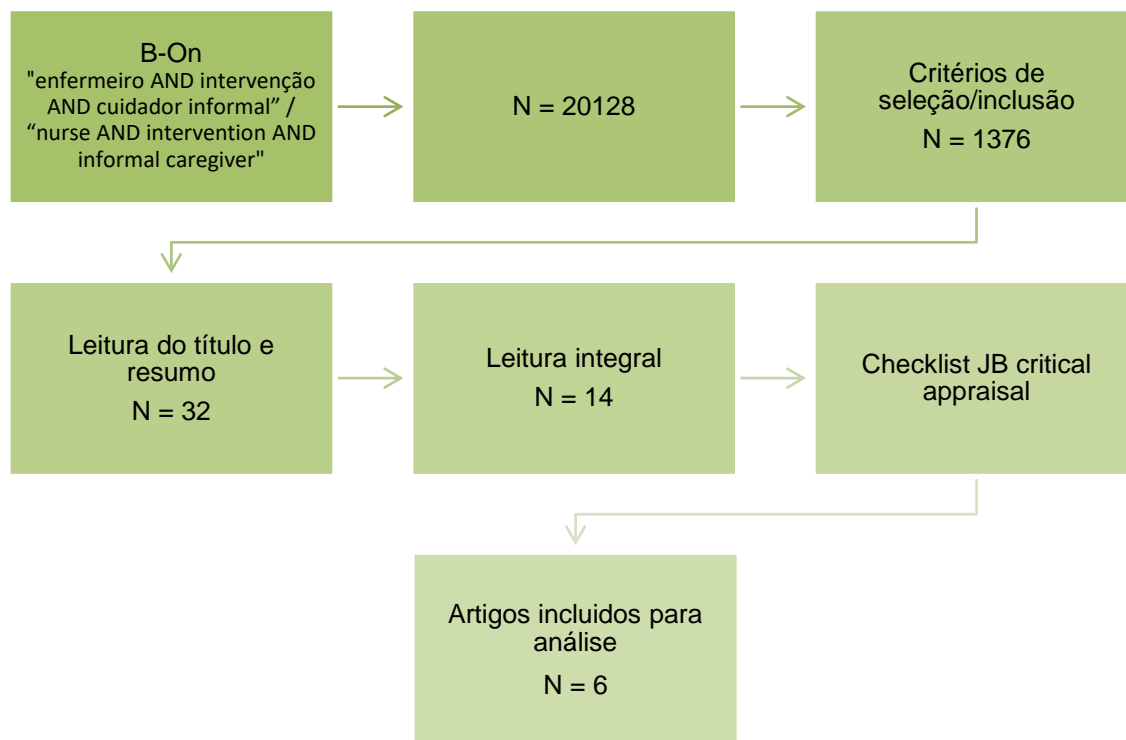 B-On
"enfermeiro AND intervenção
AND cuidador informal” /
“nurse AND intervention AND
informal caregiver"
N = 20128
Critérios de
seleção/inclusão
N = 1376
Leitura do título e
resumo
N = 32
Leitura integral
N = 14
Checklist JB critical
appraisal
Artigos incluidos para
análise
N = 6